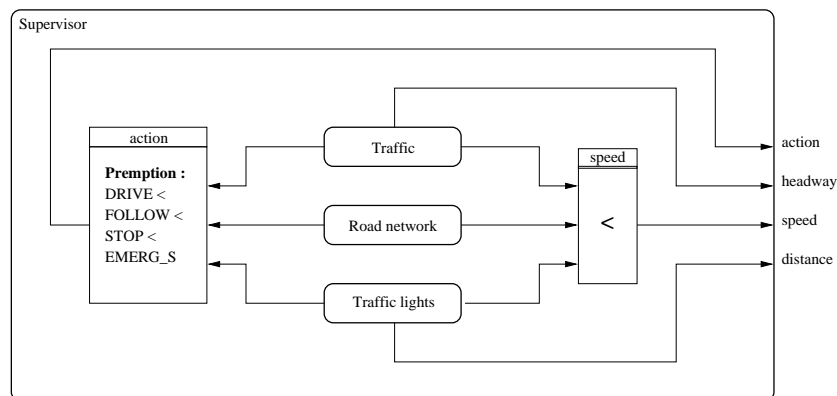 Supervisor
action
Premption :
DRIVE <
FOLLOW <
STOP <
EMERG_S
Traffic
Road network
Traffic lights
speed
<
action
headway
speed
distance